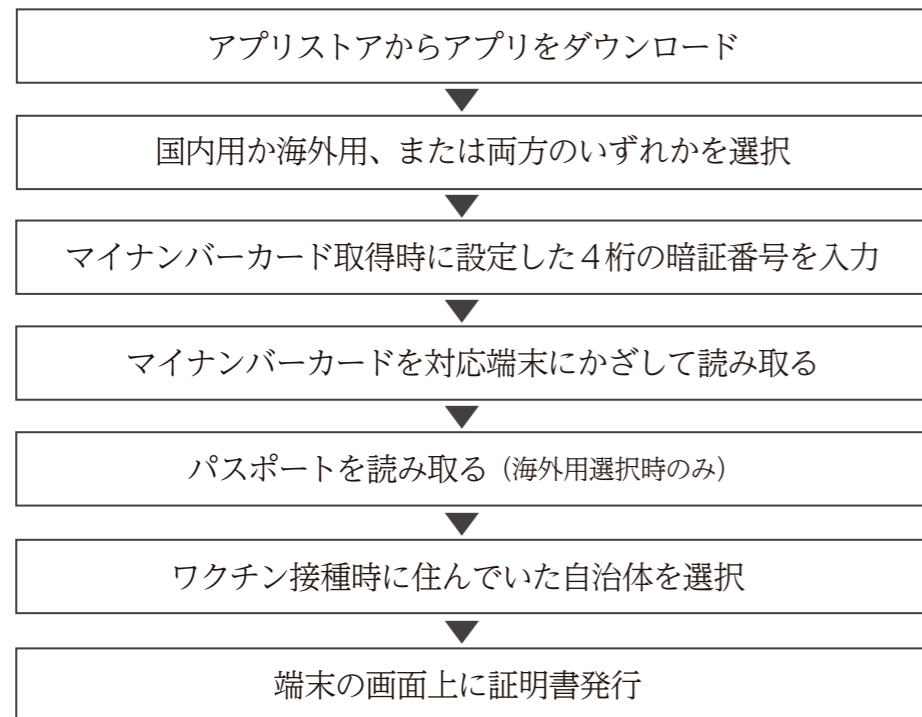 アプリストアからアプリをダウンロード
国内用か海外用、または両方のいずれかを選択
マイナンバーカード取得時に設定した4桁の暗証番号を入力
マイナンバーカードを対応端末にかざして読み取る
パスポートを読み取る（海外用選択時のみ）
ワクチン接種時に住んでいた自治体を選択
端末の画面上に証明書発行